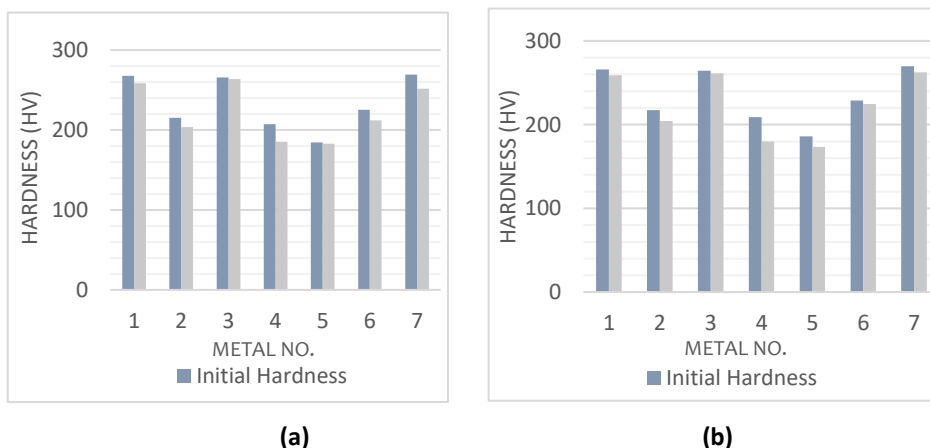 HARDNESS (HV)
300
200
100
0
1 2 3 4 5 6 7
METAL NO.
Initial Hardness
(a)
HARDNESS (HV)
300
200
100
0
1 2 3 4 5 6 7
METAL NO.
Initial Hardness
(b)